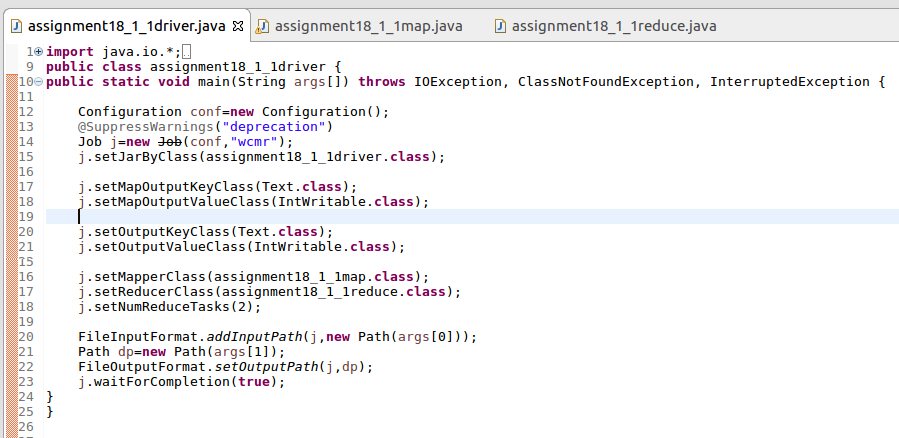 assignment18_1_1driver.java assignment18_1_1map.java assignment18_1_1reduce.java
1 import java.io.*;
9 public class assignment18_1_1driver {
10 public static void main(String args[]) throws IOException, ClassNotFoundException, InterruptedException {
11
12 Configuration conf=new Configuration();
13 @SuppressWarnings("deprecation")
14 Job j=new Job(conf,"wcmr");
15 j.setJarByClass(assignment18_1_1driver.class);
16
17 j.setMapOutputKeyClass(Text.class);
18 j.setMapOutputValueClass(IntWritable.class);
19
20 j.setOutputKeyClass(Text.class);
21 j.setOutputValueClass(IntWritable.class);
15
16 j.setMapperClass(assignment18_1_1map.class);
17 j.setReducerClass(assignment18_1_1reduce.class);
18 j.setNumReduceTasks(2);
19
20 FileInputFormat.addInputPath(j,new Path(args[0]));
21 Path dp=new Path(args[1]);
22 FileOutputFormat.setOutputPath(j,dp);
23 j.waitForCompletion(true);
24 }
25 }
26